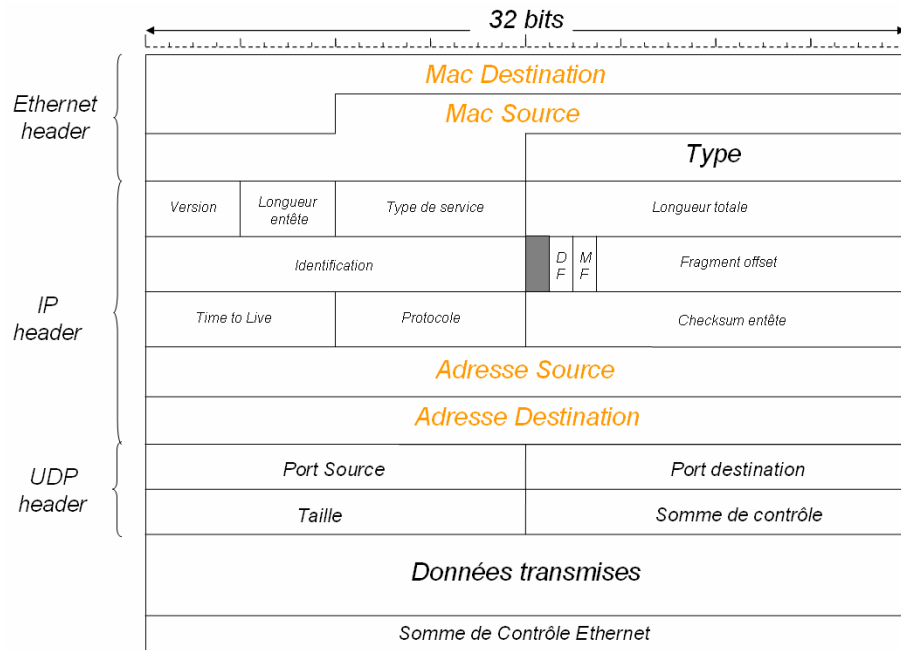 32 bits
Ethernet
header
Mac Destination
Mac Source
Type
IP
header
Version
Longueur
entête
Type de service
Longueur totale
Identification
D
F
M
F
Fragment offset
Time to Live
Protocole
Checksum entête
Adresse Source
Adresse Destination
UDP
header
Port Source
Port destination
Taille
Somme de contrôle
Données transmises
Somme de Contrôle Ethernet